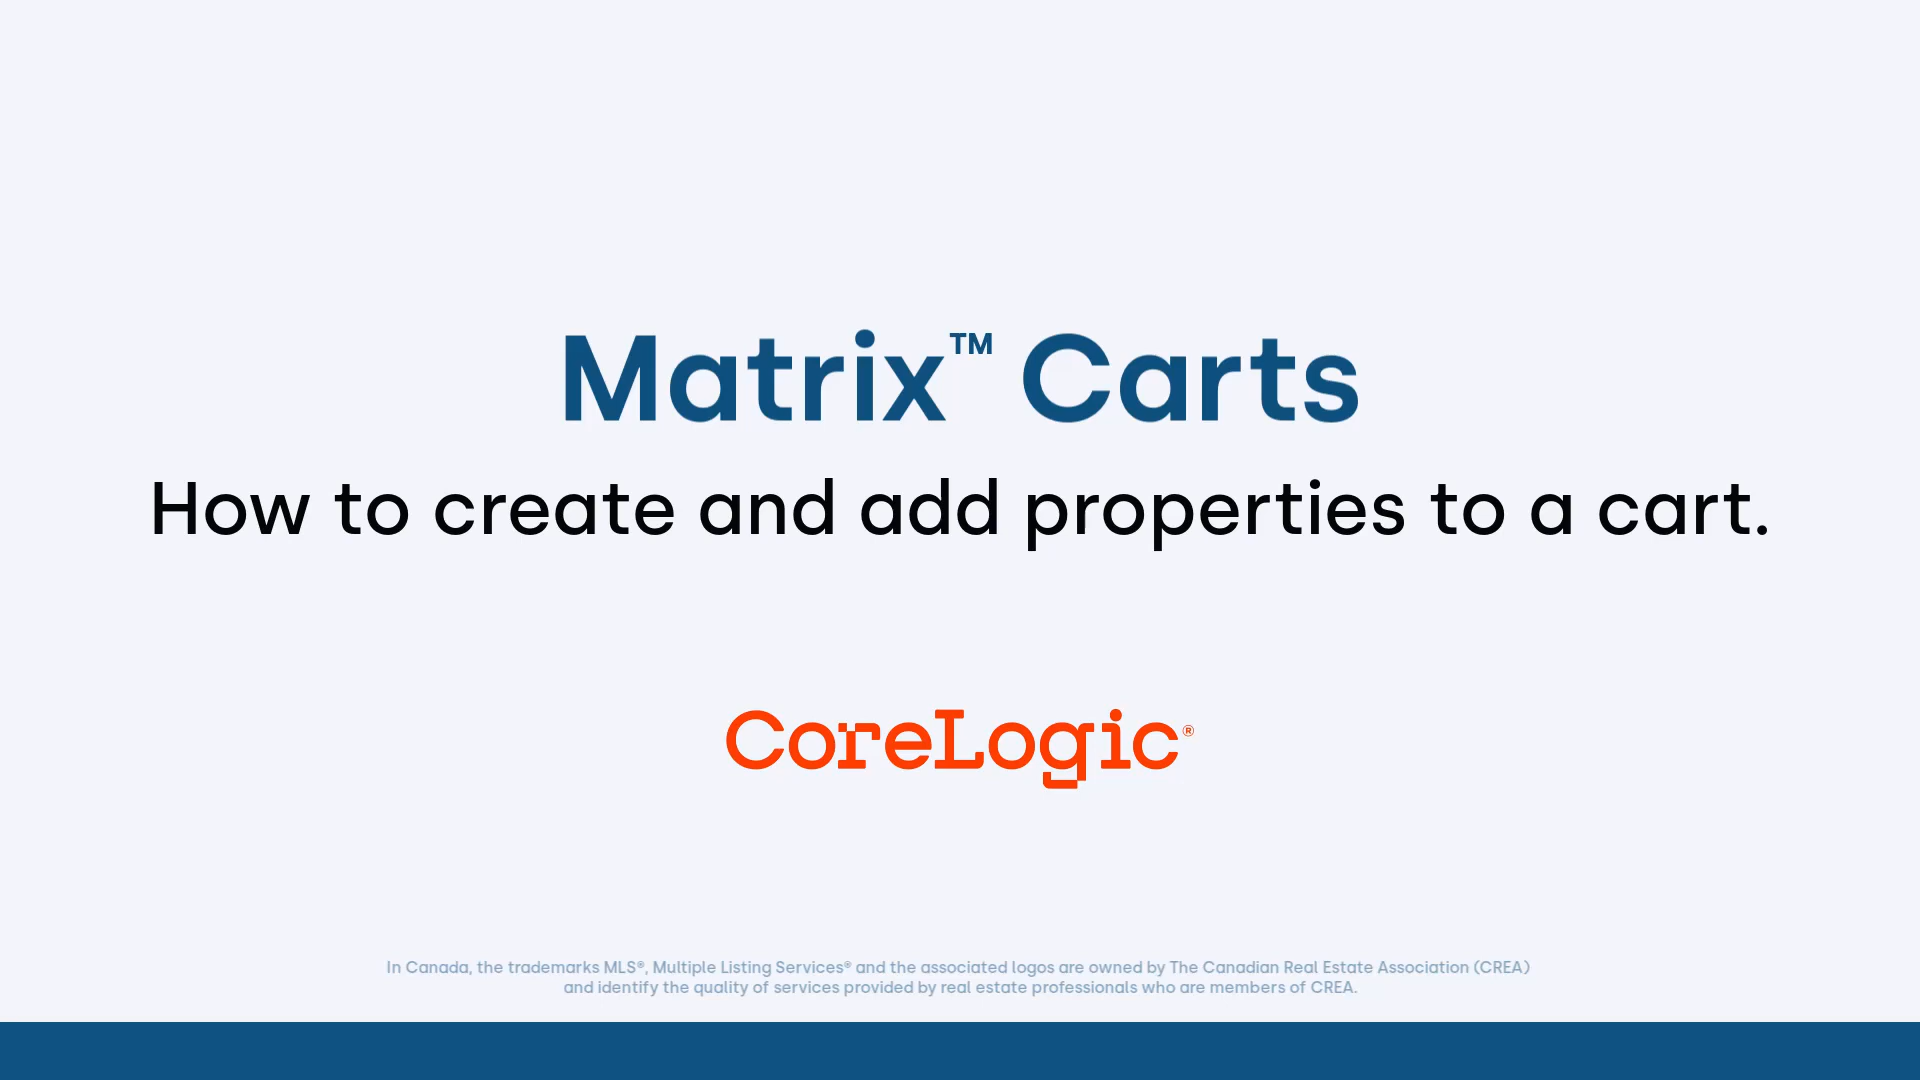 Matrix™ Carts
How to create and add properties to a cart.
CoreLogic®
In Canada, the trademarks MLS®, Multiple Listing Services® and the associated logos are owned by The Canadian Real Estate Association (CREA)
and identify the quality of services provided by real estate professionals who are members of CREA.